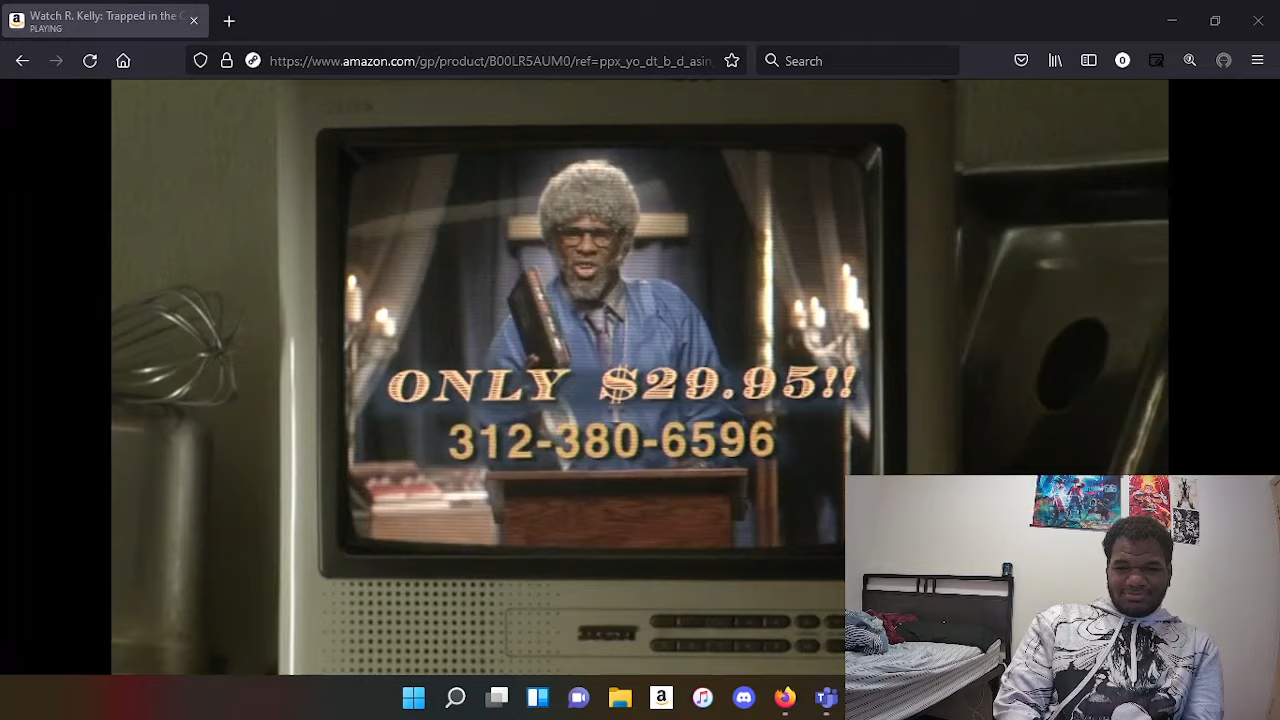 Watch R. Kelly: Trapped in the C
PLAYING
https://www.amazon.com/gp/product/B00LR5AUM0/ref=ppx_yo_dt_b_d_asin_
Search
ONLY $29.95!!
312-380-6596